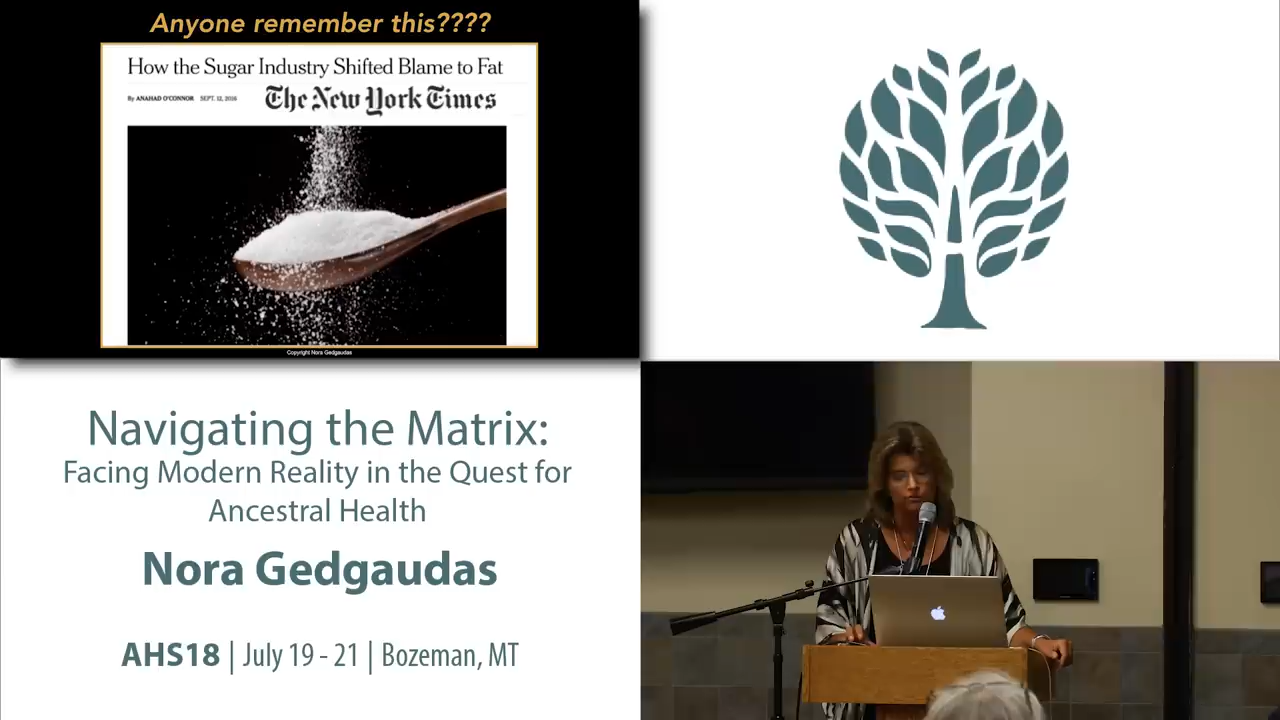 Anyone remember this????
How the Sugar Industry Shifted Blame to Fat
By ANAHAD O'CONNOR SEPT. 12, 2016
The New York Times
Copyright Nora Gedgaudas
Navigating the Matrix:
Facing Modern Reality in the Quest for
Ancestral Health
Nora Gedgaudas
AHS18 | July 19 - 21 | Bozeman, MT